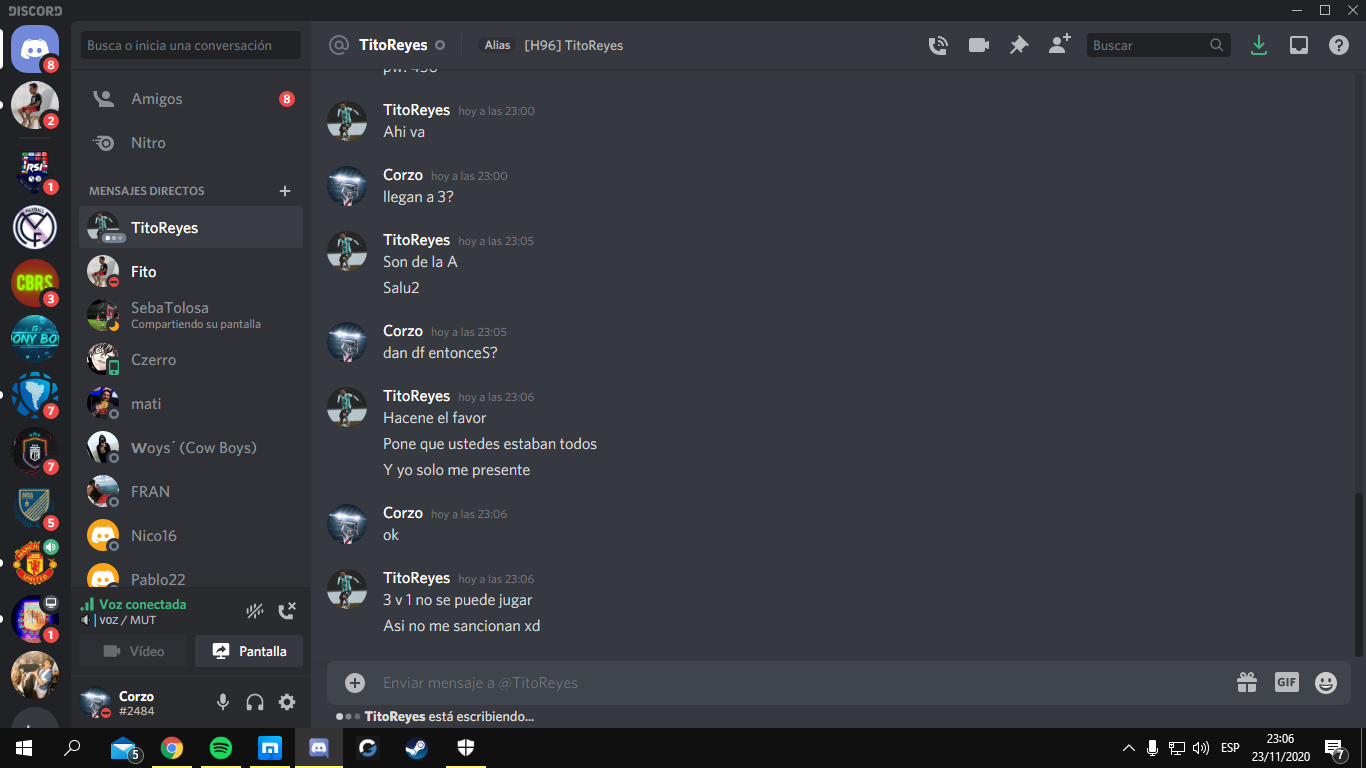 DISCORD
Busca o inicia una conversación
TitoReyes
Alias
[H96] TitoReyes
Buscar
8
2
1
CBRS
3
ONY BO
7
7
5
1
Amigos
8
Nitro
MENSAJES DIRECTOS
TitoReyes
Fito
SebaTolosa
Compartiendo su pantalla
Czerro
mati
Woys´ (Cow Boys)
FRAN
Nico16
Pablo22
Voz conectada
voz / MUT
Vídeo
Pantalla
Corzo
#2484
pw: 456
TitoReyes hoy a las 23:00
Ahi va
Corzo hoy a las 23:00
llegan a 3?
TitoReyes hoy a las 23:05
Son de la A
Salu2
Corzo hoy a las 23:05
dan df entonceS?
TitoReyes hoy a las 23:06
Hacene el favor
Pone que ustedes estaban todos
Y yo solo me presente
Corzo hoy a las 23:06
ok
TitoReyes hoy a las 23:06
3 v 1 no se puede jugar
Asi no me sancionan xd
Enviar mensaje a @TitoReyes
GIF
TitoReyes está escribiendo...
5
ESP
23:06
23/11/2020
7